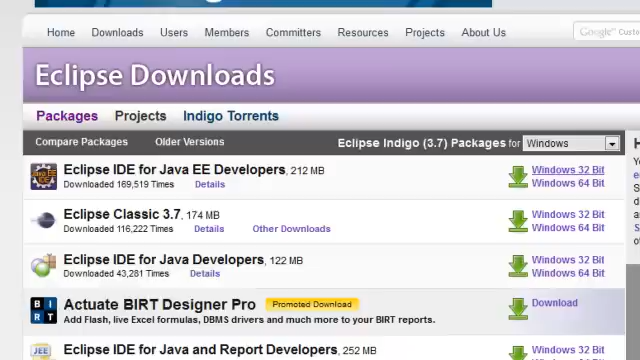 Home Downloads Users Members Committers Resources Projects About Us Google™ Custo
Eclipse Downloads
Packages Projects Indigo Torrents
Compare Packages Older Versions Eclipse Indigo (3.7) Packages for Windows H
Eclipse IDE for Java EE Developers, 212 MB Windows 32 Bit
Downloaded 169,519 Times Details Windows 64 Bit
Eclipse Classic 3.7, 174 MB Windows 32 Bit
Downloaded 116,222 Times Details Other Downloads Windows 64 Bit
Eclipse IDE for Java Developers, 122 MB Windows 32 Bit
Downloaded 43,281 Times Details Windows 64 Bit
Actuate BIRT Designer Pro Promoted Download Download
Add Flash, live Excel formulas, DBMS drivers and much more to your BIRT reports.
Eclipse IDE for Java and Report Developers, 252 MB Windows 32 Bit